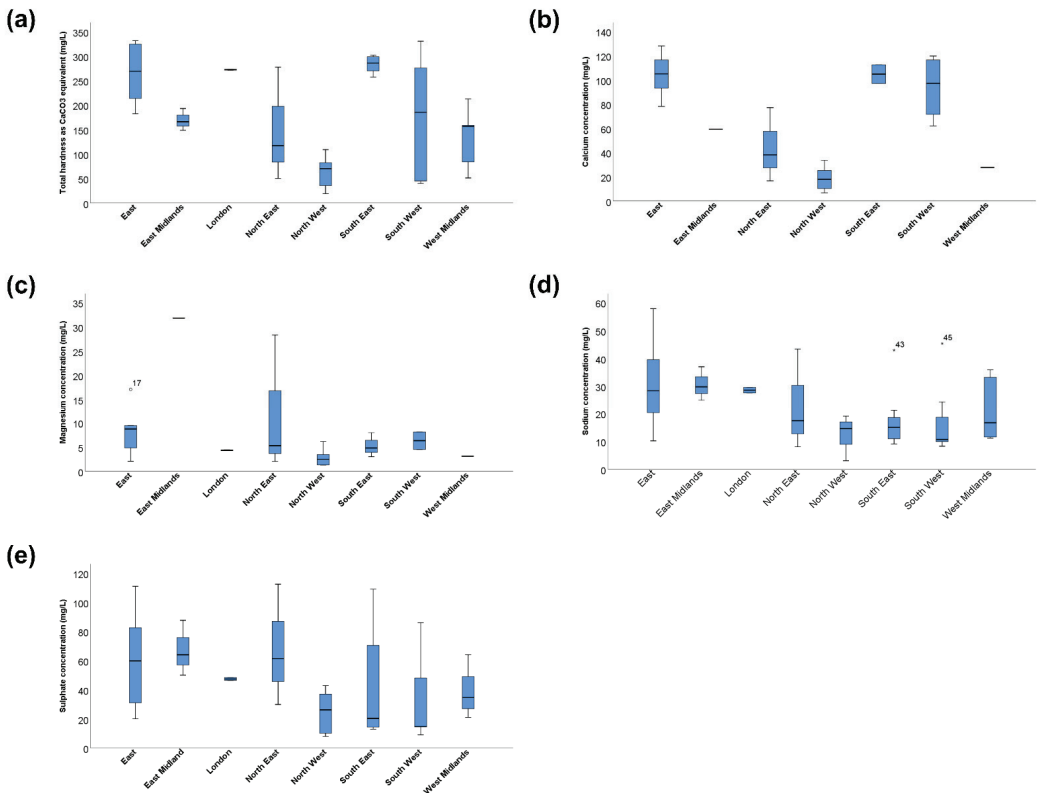 (a)
Total hardness as CaCO3 equivalent (mg/L)
350
300
250
200
150
100
50
0
East
East Midlands
London
North East
North West
South East
South West
West Midlands
(b)
Calcium concentration (mg/L)
140
120
100
80
60
40
20
0
East
East Midlands
North East
North West
South East
South West
West Midlands
(c)
Magnesium concentration (mg/L)
35
30
25
20
15
10
5
0
17
East
East Midlands
London
North East
North West
South East
South West
West Midlands
(d)
Sodium concentration (mg/L)
60
50
40
30
20
10
0
43
45
East
East Midlands
London
North East
North West
South East
South West
West Midlands
(e)
Sulphate concentration (mg/L)
120
100
80
60
40
20
0
East
East Midland
London
North East
North West
South East
South West
West Midlands